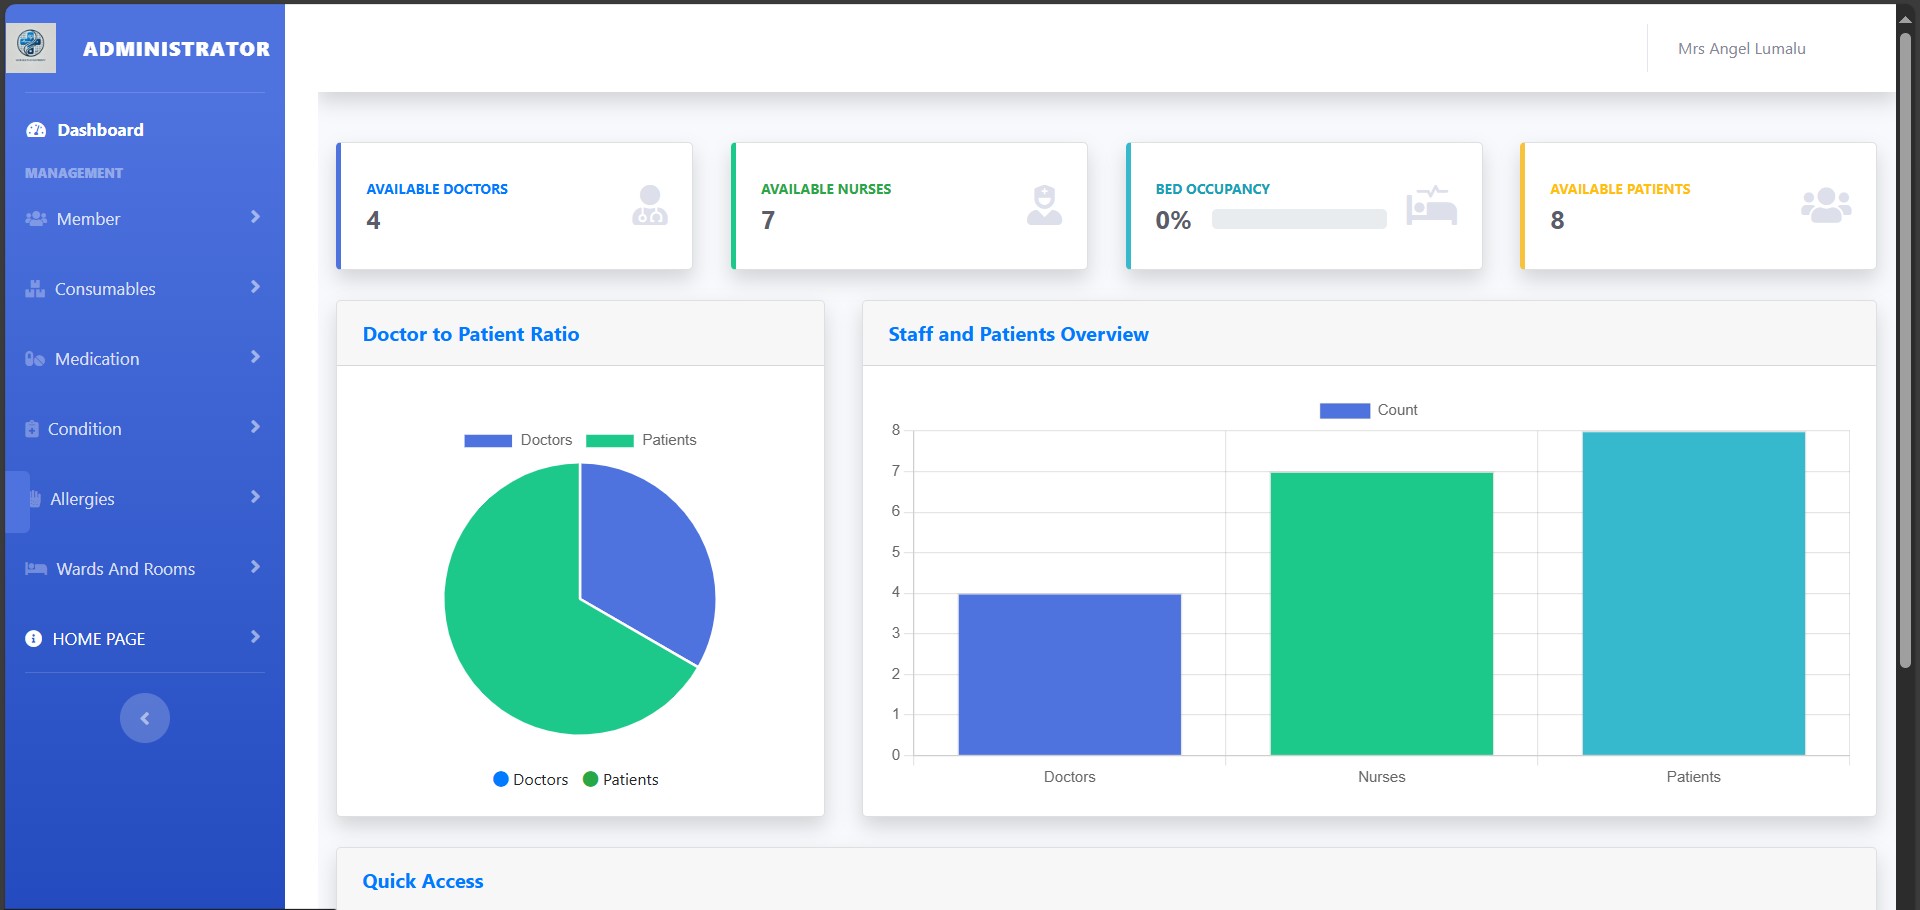 ADMINISTRATOR
Mrs Angel Lumalu
Dashboard
MANAGEMENT
Member
Consumables
Medication
Condition
Allergies
Wards And Rooms
HOME PAGE
AVAILABLE DOCTORS
4
AVAILABLE NURSES
7
BED OCCUPANCY
0%
AVAILABLE PATIENTS
8
Doctor to Patient Ratio
Doctors Patients
Doctors Patients
Staff and Patients Overview
Count
8
7
6
5
4
3
2
1
0
Doctors Nurses Patients
Quick Access